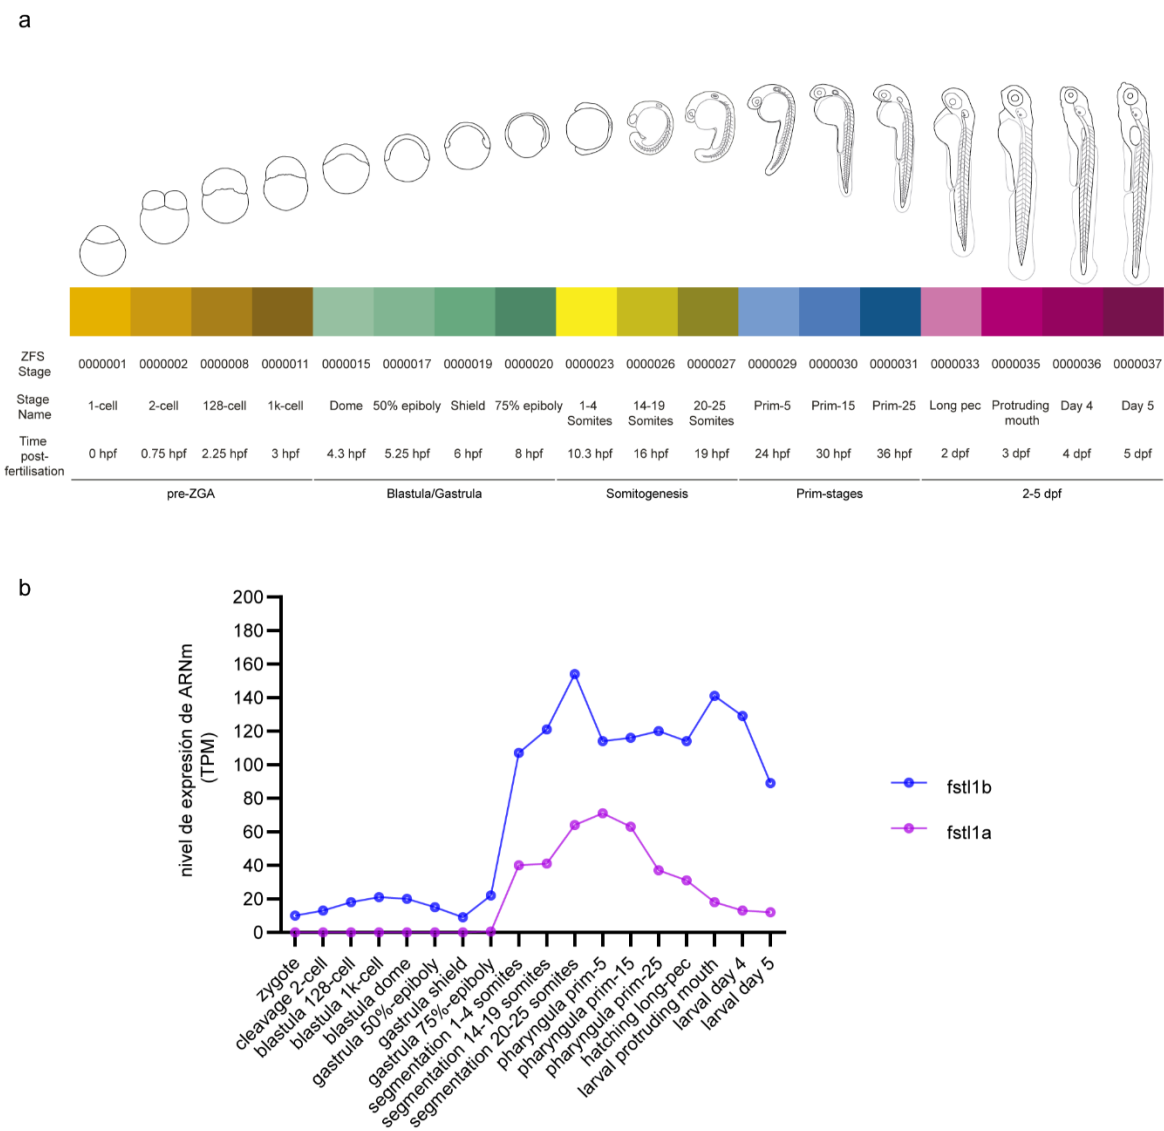 a
ZFS
Stage
0000001 0000002 0000008 0000011 0000015 0000017 0000019 0000020 0000023 0000026 0000029 0000029 0000030 0000031 0000033 0000035 0000036 0000037
Stage
Name
1-cell 2-cell 128-cell 1k-cell Dome 50% epiboly Shield 75% epiboly 1-4 Somites 14-19 Somites 20-25 Somites Prim-5 Prim-15 Prim-25 Long pec Protruding mouth Day 4 Day 5
Time
post-
fertilisation
0 hpf 0.75 hpf 2.25 hpf 3 hpf 4.3 hpf 5.25 hpf 6 hpf 8 hpf 10.3 hpf 16 hpf 19 hpf 24 hpf 30 hpf 36 hpf 2 dpf 3 dpf 4 dpf 5 dpf
pre-ZGA Blastula/Gastrula Somitogenesis Prim-stages 2-5 dpf
b
nivel de expresión de ARNm
(TPM)
200
180
160
140
120
100
80
60
40
20
0
zygote
cleavage 2-cell
blastula 128-cell
blastula 1k-cell
blastula dome
gastrula 50%-epiboly
gastrula shield
gastrula 75%-epiboly
segmentation 1-4 somites
segmentation 14-19 somites
segmentation 20-25 somites
pharyngula prim-5
pharyngula prim-15
pharyngula prim-25
hatching long-pec
larval protruding mouth
larval day 4
larval day 5
fstl1b
fstl1a